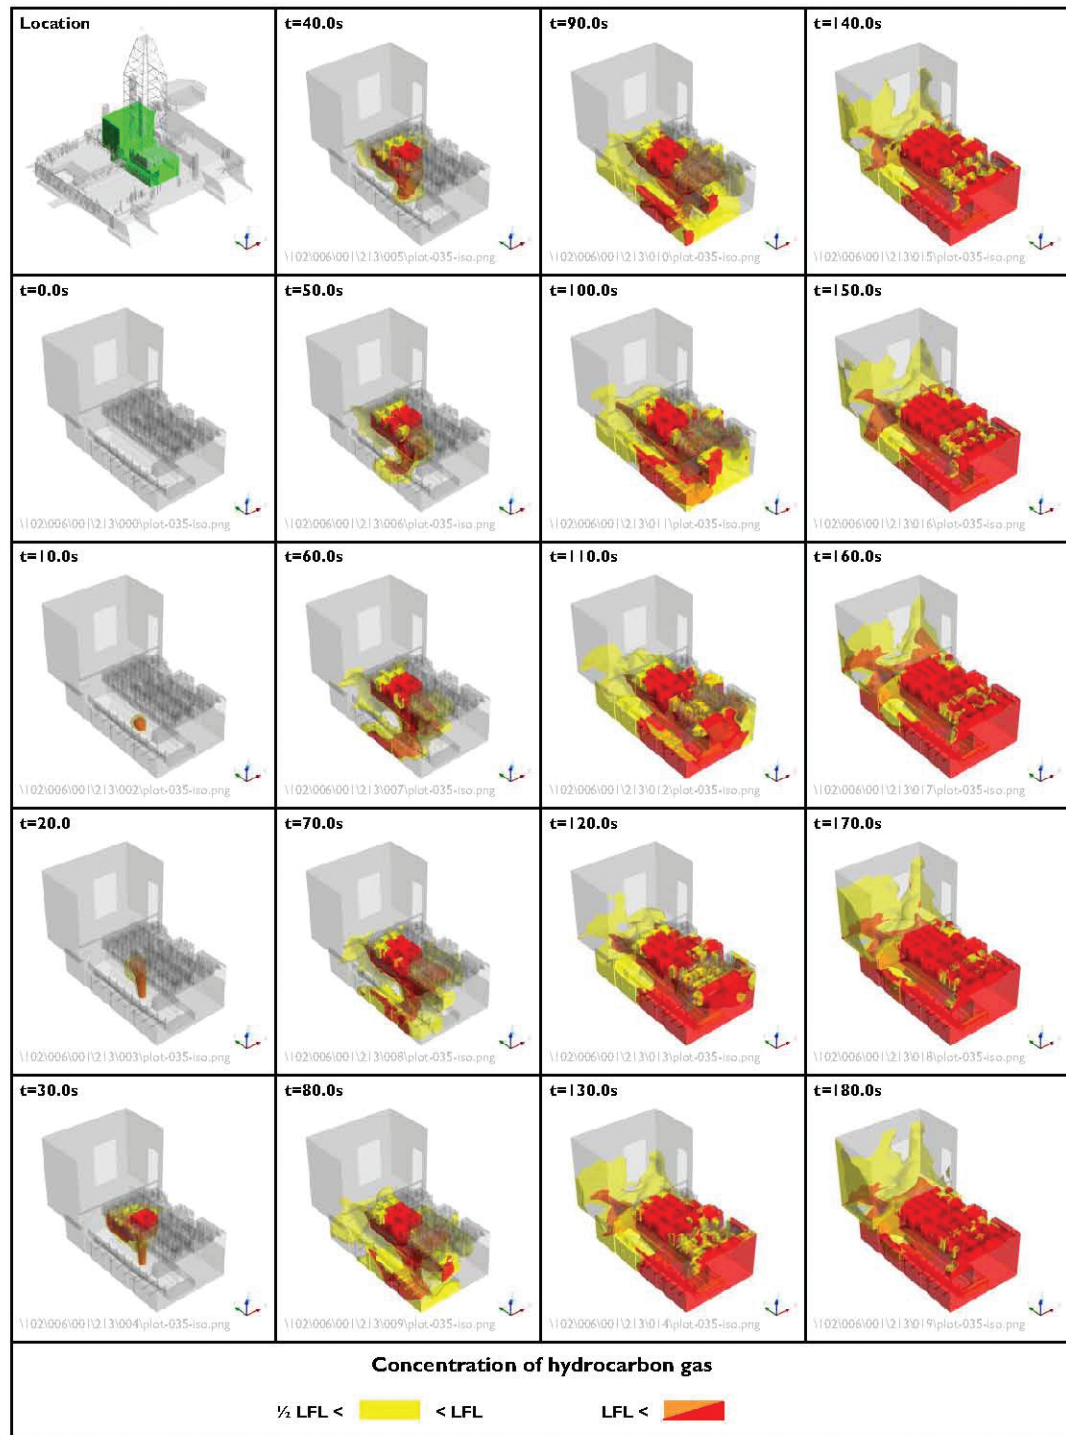 Location
t=40.0s
t=90.0s
t=140.0s
\102\006\001\213\005\plot-035-iso.png
\102\006\001\213\010\plot-035-iso.png
\102\006\001\213\015\plot-035-iso.png
t=0.0s
t=50.0s
t=100.0s
t=150.0s
\102\006\001\213\000\plot-035-iso.png
\102\006\001\213\006\plot-035-iso.png
\102\006\001\213\011\plot-035-iso.png
\102\006\001\213\016\plot-035-iso.png
t=10.0s
t=60.0s
t=110.0s
t=160.0s
\102\006\001\213\002\plot-035-iso.png
\102\006\001\213\007\plot-035-iso.png
\102\006\001\213\012\plot-035-iso.png
\102\006\001\213\017\plot-035-iso.png
t=20.0
t=70.0s
t=120.0s
t=170.0s
\102\006\001\213\003\plot-035-iso.png
\102\006\001\213\008\plot-035-iso.png
\102\006\001\213\013\plot-035-iso.png
\102\006\001\213\018\plot-035-iso.png
t=30.0s
t=80.0s
t=130.0s
t=180.0s
\102\006\001\213\004\plot-035-iso.png
\102\006\001\213\009\plot-035-iso.png
\102\006\001\213\014\plot-035-iso.png
\102\006\001\213\019\plot-035-iso.png
Concentration of hydrocarbon gas
½ LFL < < LFL LFL <